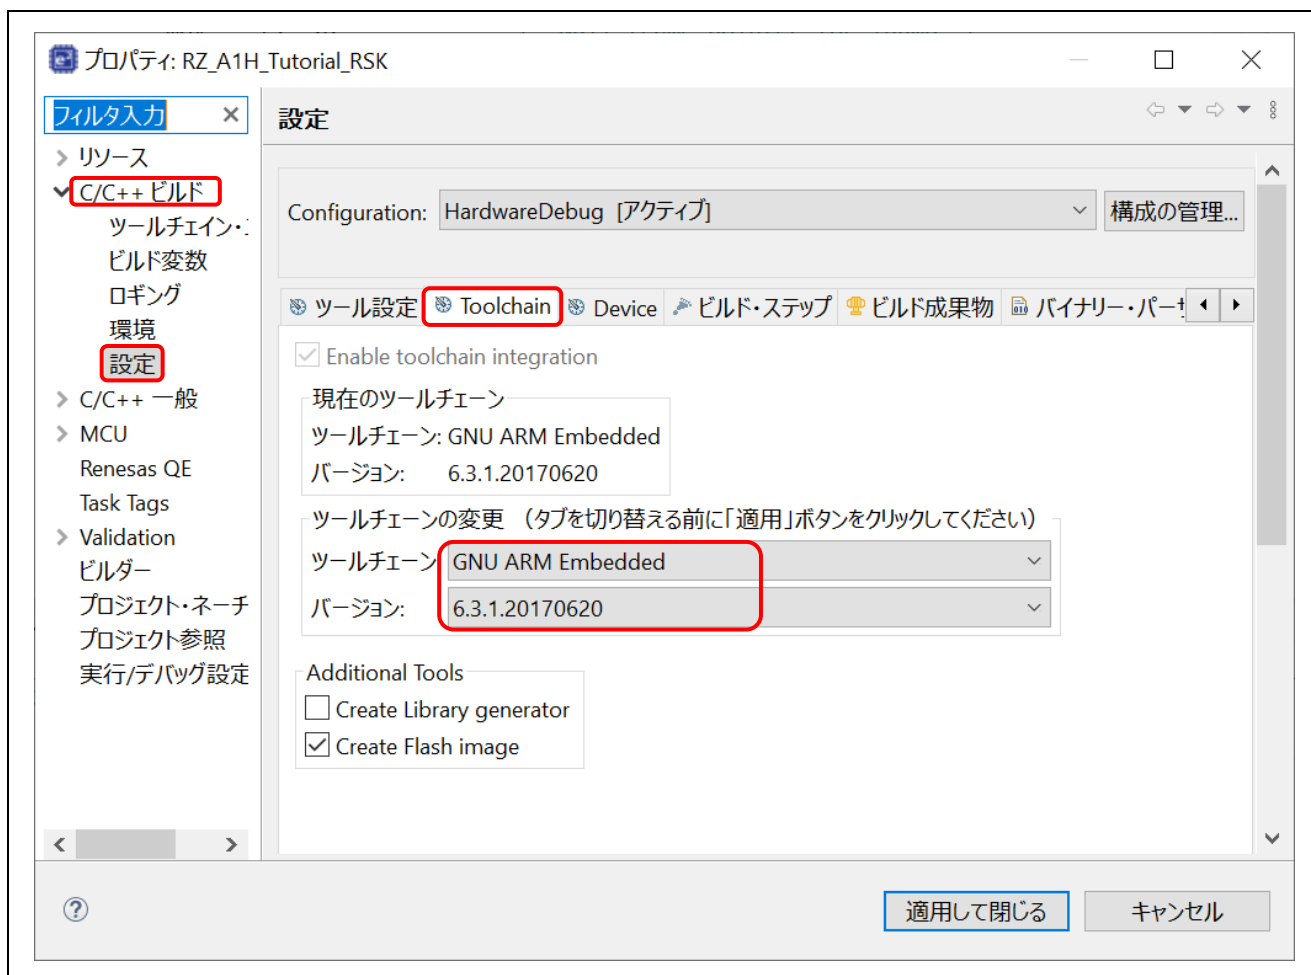 プロパティ: RZ_A1H_Tutorial_RSK
フィルタ入力
リソース
C/C++ ビルド
ツールチェイン・
ビルド変数
ロギング
環境
設定
C/C++ 一般
MCU
Renesas QE
Task Tags
Validation
ビルダー
プロジェクト・ネーチ
プロジェクト参照
実行/デバッグ設定
設定
Configuration: HardwareDebug [アクティブ] 構成の管理...
ツール設定 Toolchain Device ビルド・ステップ ビルド成果物 バイナリー・パーサ
Enable toolchain integration
現在のツールチェーン
ツールチェーン: GNU ARM Embedded
バージョン: 6.3.1.20170620
ツールチェーンの変更 (タブを切り替える前に「適用」ボタンをクリックしてください)
ツールチェーン GNU ARM Embedded
バージョン: 6.3.1.20170620
Additional Tools
Create Library generator
Create Flash image
適用して閉じる キャンセル